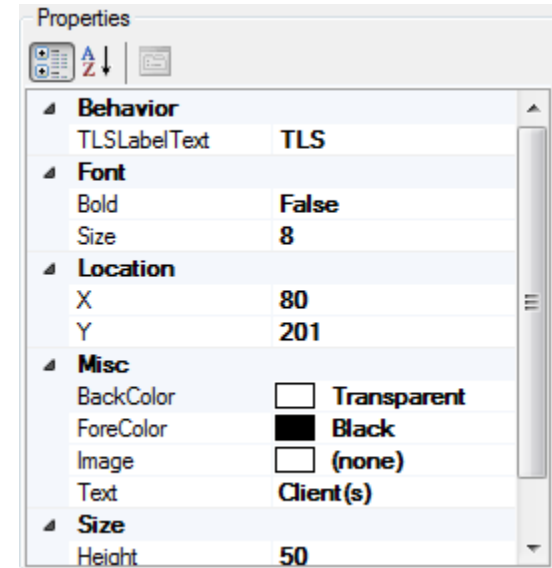 Properties
A
Z
Behavior
TLSLabelText TLS
Font
Bold False
Size 8
Location
X 80
Y 201
Misc
BackColor Transparent
ForeColor Black
Image (none)
Text Client(s)
Size
Height 50